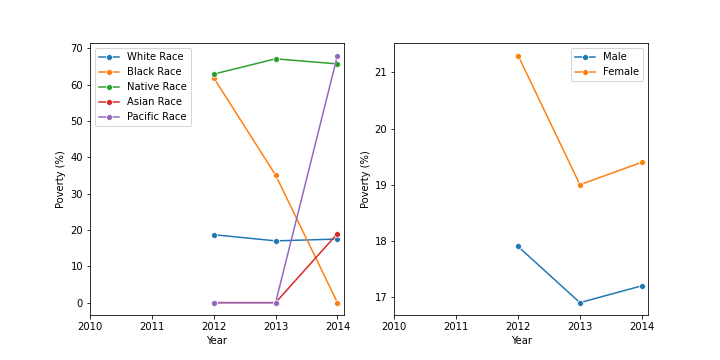 70
60
50
40
30
20
10
0
Poverty (%)
White Race
Black Race
Native Race
Asian Race
Pacific Race
2010 2011 2012 2013 2014
Year
21
20
19
18
17
Poverty (%)
Male
Female
2010 2011 2012 2013 2014
Year